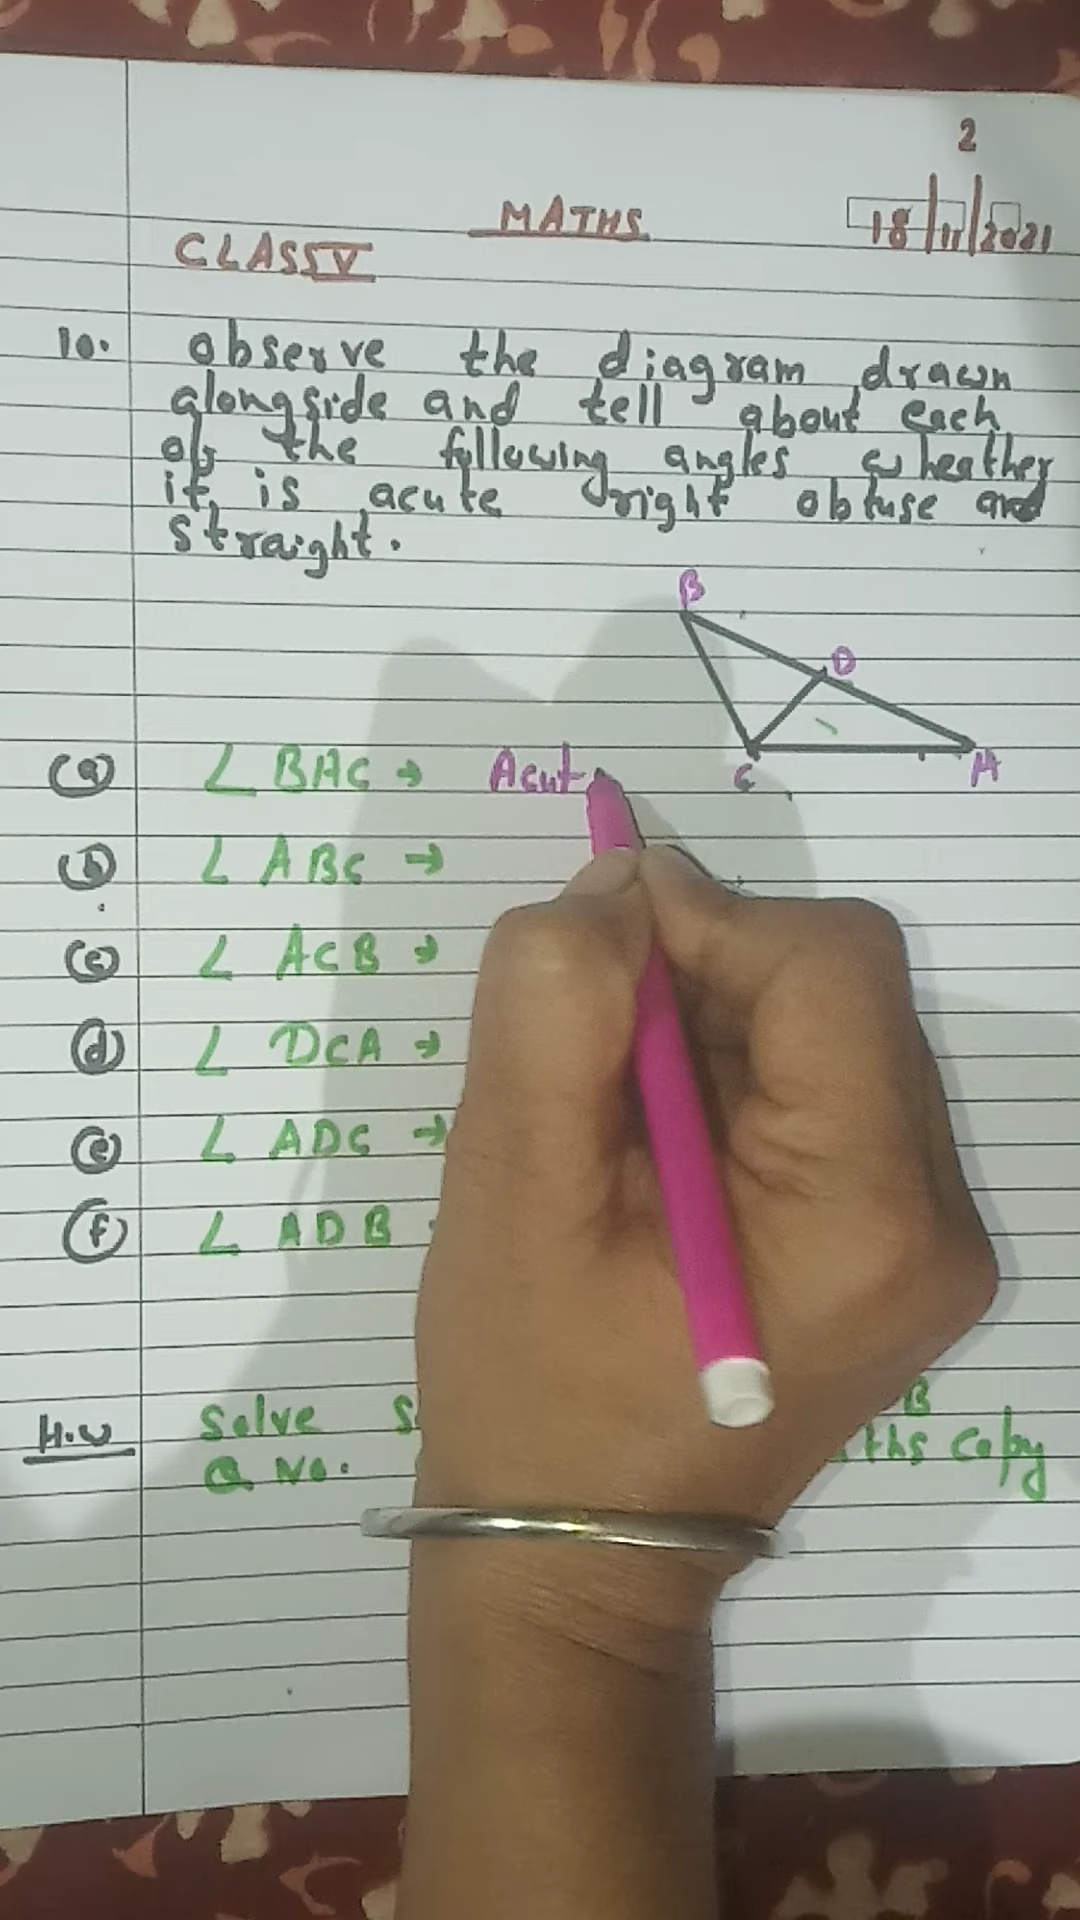 2
MATHS
18/11/2021
CLASS V
10. Observe the diagram drawn
alongside and tell about each
of the following angles wheather
it is acute right obtuse and
straight.
B
D
C
A
(a) ∠ BAC → Acut
(b) ∠ ABC →
(c) ∠ ACB →
(d) ∠ DCA →
(e) ∠ ADC →
(f) ∠ ADB
H.W Solve B
Q No. Copy